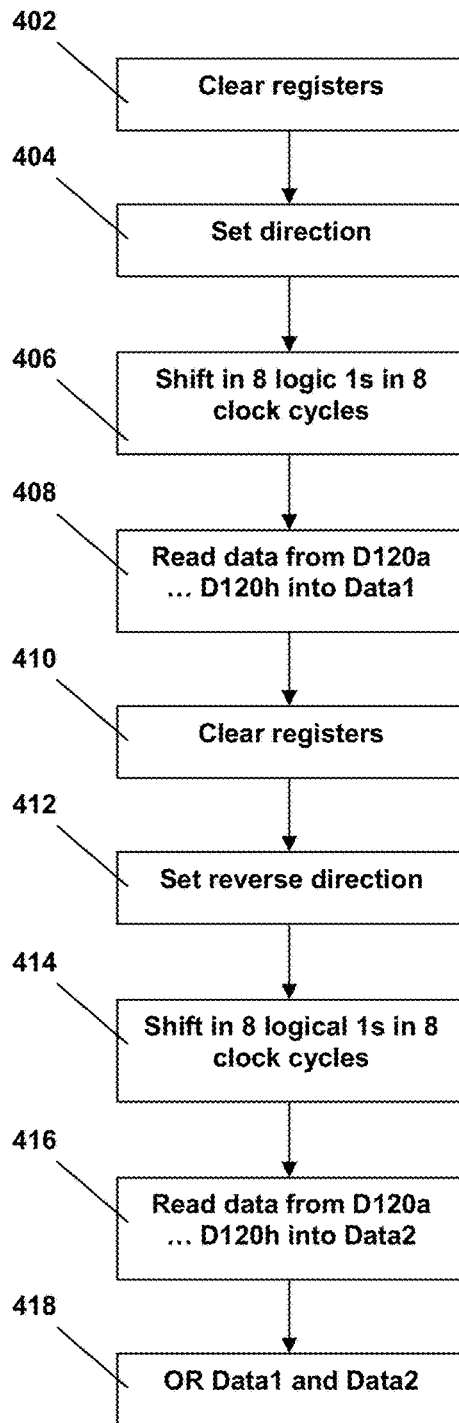 402
Clear registers
404
Set direction
406
Shift in 8 logic 1s in 8
clock cycles
408
Read data from D120a
... D120h into Data1
410
Clear registers
412
Set reverse direction
414
Shift in 8 logical 1s in 8
clock cycles
416
Read data from D120a
... D120h into Data2
418
OR Data1 and Data2